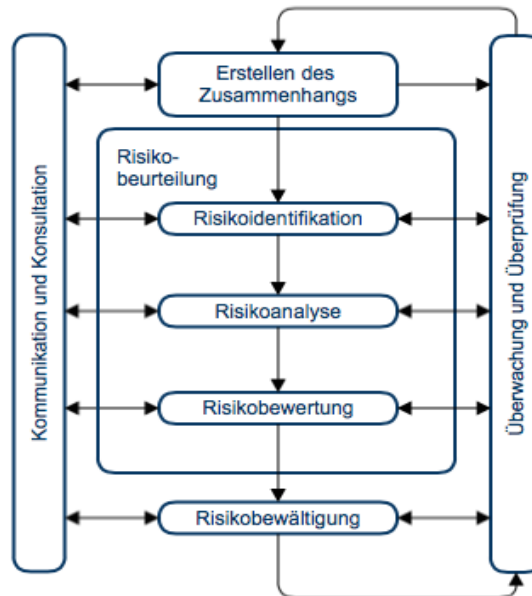 Erstellen des
Zusammenhangs
Risiko-
beurteilung
Risikoidentifikation
Risikoanalyse
Risikobewertung
Risikobewältigung
Kommunikation und Konsultation
Überwachung und Überprüfung